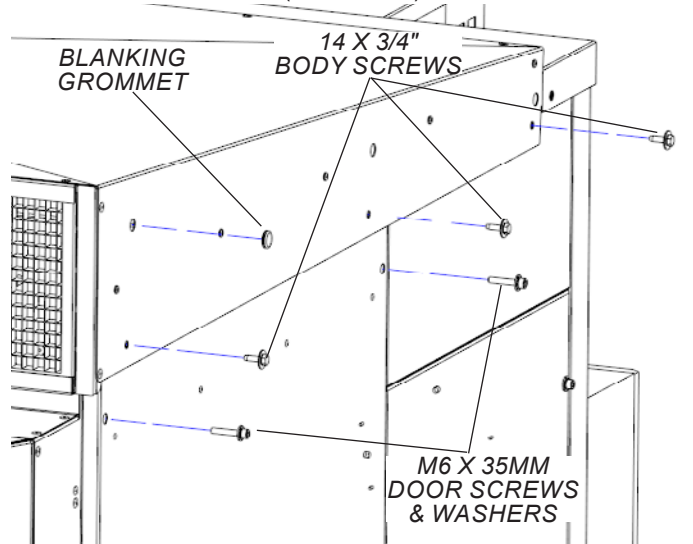 BLANKING
GROMMET
14 X 3/4"
BODY SCREWS
M6 X 35MM
DOOR SCREWS
& WASHERS